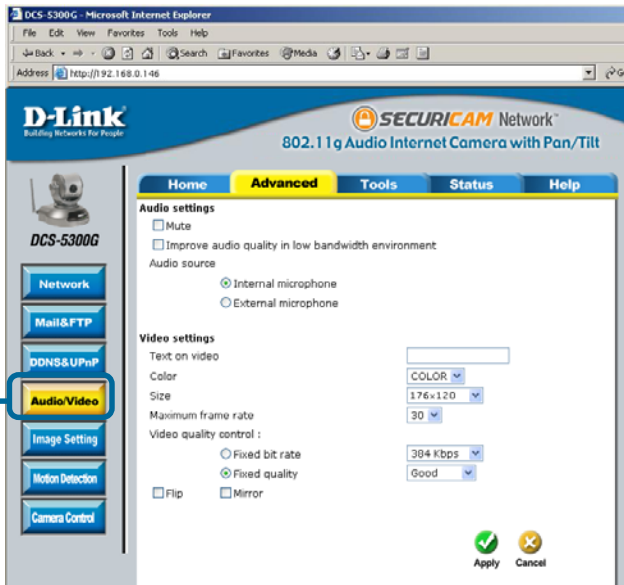 DCS-5300G - Microsoft Internet Explorer
File Edit View Favorites Tools Help
Back Search Favorites Media
Address http://192.168.0.146
D-Link
Building Networks for People
SECURICAM Network™
802.11g Audio Internet Camera with Pan/Tilt
DCS-5300G
Network
Mail&FTP
DDNS&UPnP
Audio/Video
Image Setting
Motion Detection
Camera Control
Home Advanced Tools Status Help
Audio settings
Mute
Improve audio quality in low bandwidth environment
Audio source
Internal microphone
External microphone
Video settings
Text on video
Color COLOR
Size 176x120
Maximum frame rate 30
Video quality control :
Fixed bit rate 384 Kbps
Fixed quality Good
Flip Mirror
Apply Cancel